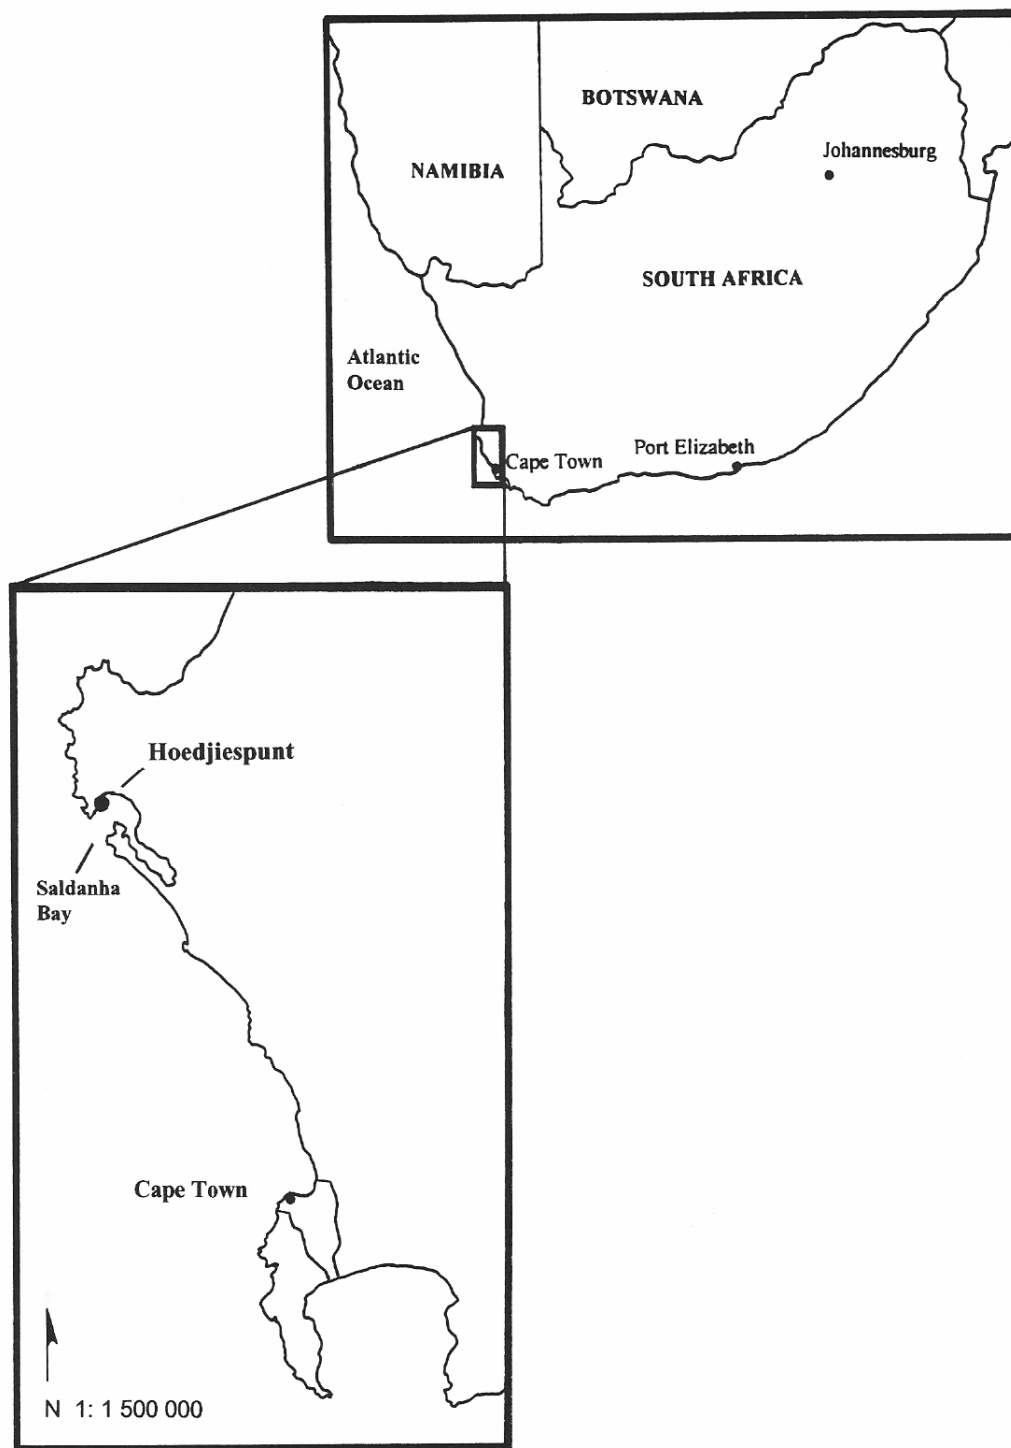 BOTSWANA
Johannesburg
NAMIBIA
SOUTH AFRICA
Atlantic
Ocean
Port Elizabeth
Cape Town
Hoedjiespunt
Saldanha
Bay
Cape Town
N 1: 1 500 000